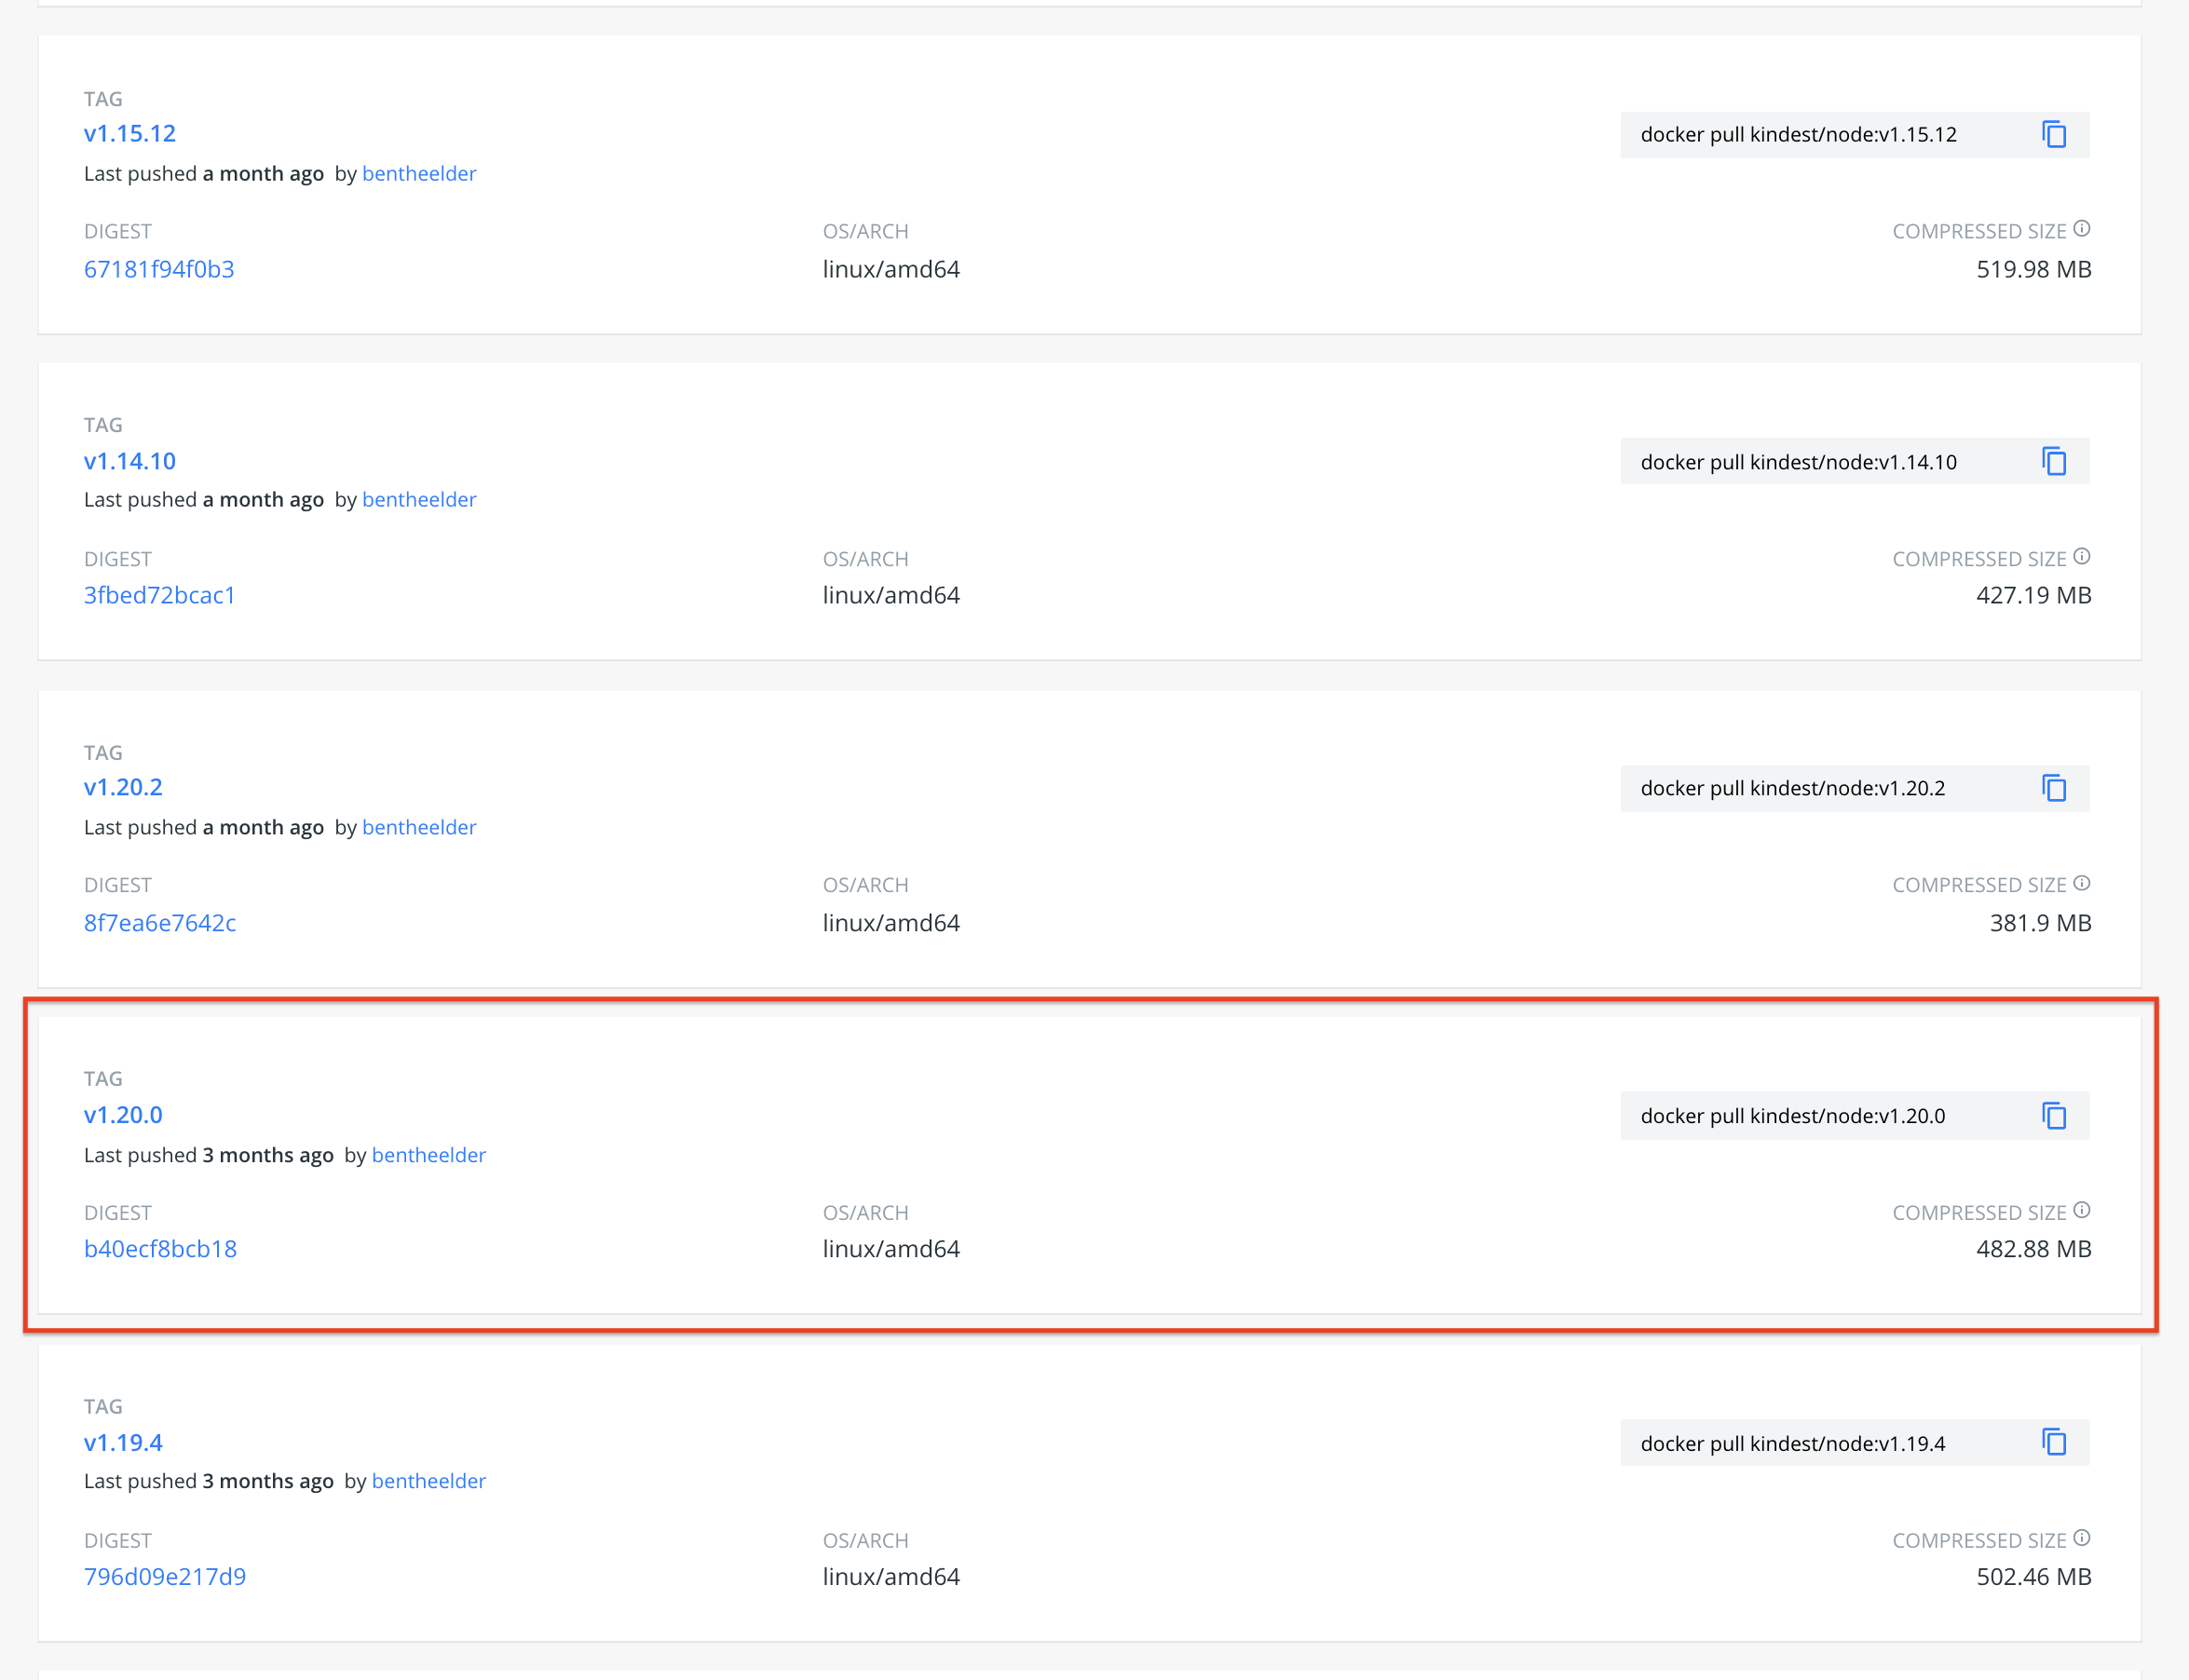 TAG
v1.15.12
docker pull kindest/node:v1.15.12
Last pushed a month ago by bentheelder
DIGEST OS/ARCH COMPRESSED SIZE
67181f94f0b3 linux/amd64 519.98 MB
TAG
v1.14.10
docker pull kindest/node:v1.14.10
Last pushed a month ago by bentheelder
DIGEST OS/ARCH COMPRESSED SIZE
3fbed72bcac1 linux/amd64 427.19 MB
TAG
v1.20.2
docker pull kindest/node:v1.20.2
Last pushed a month ago by bentheelder
DIGEST OS/ARCH COMPRESSED SIZE
8f7ea6e7642c linux/amd64 381.9 MB
TAG
v1.20.0
docker pull kindest/node:v1.20.0
Last pushed 3 months ago by bentheelder
DIGEST OS/ARCH COMPRESSED SIZE
b40ecf8bcb18 linux/amd64 482.88 MB
TAG
v1.19.4
docker pull kindest/node:v1.19.4
Last pushed 3 months ago by bentheelder
DIGEST OS/ARCH COMPRESSED SIZE
796d09e217d9 linux/amd64 502.46 MB